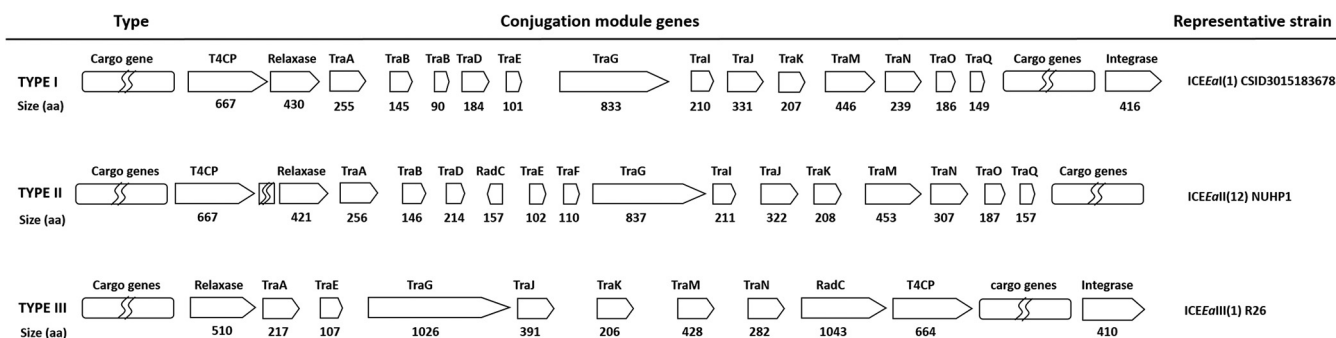 Type Conjugation module genes Representative strain
Cargo gene T4CP Relaxase TraA TraB TraB TraD TraE TraG TraI TraJ TraK TraM TraN TraO TraQ Cargo genes Integrase
TYPE I ICEEaI(1) CSID3015183678
Size (aa) 667 430 255 145 90 184 101 833 210 331 207 446 239 186 149 416
Cargo genes T4CP Relaxase TraA TraB TraD RadC TraE TraF TraG TraI TraJ TraK TraM TraN TraO TraQ Cargo genes
TYPE II ICEEaII(12) NUHP1
Size (aa) 667 421 256 146 214 157 102 110 837 211 322 208 453 307 187 157
Cargo genes Relaxase TraA TraE TraG TraJ TraK TraM TraN RadC T4CP cargo genes Integrase
TYPE III ICEEaIII(1) R26
Size (aa) 510 217 107 1026 391 206 428 282 1043 664 410